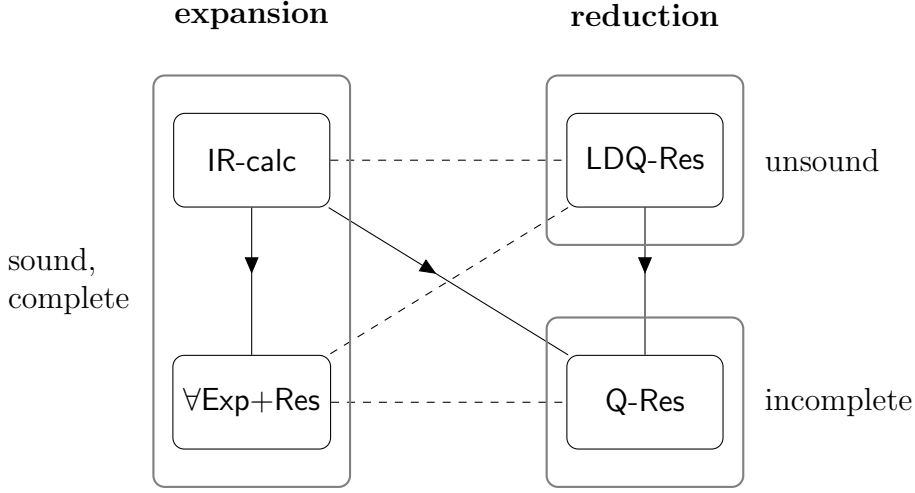 expansion
reduction
IR-calc
LDQ-Res
unsound
sound,
complete
∀Exp+Res
Q-Res
incomplete